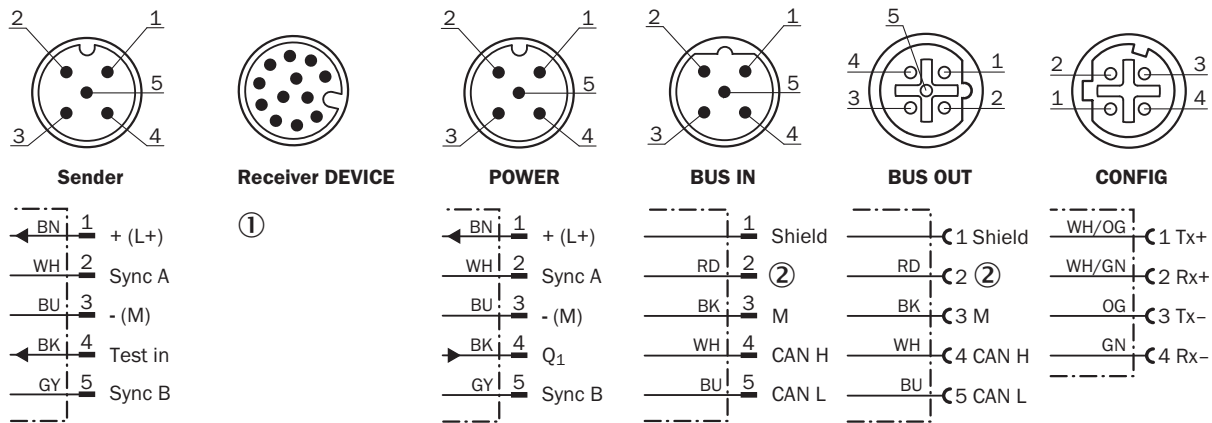 2 1
5
3 4
Sender
BN 1 + (L+)
WH 2 Sync A
BU 3 - (M)
BK 4 Test in
GY 5 Sync B
Receiver DEVICE
①
2 1
5
3 4
POWER
BN 1 + (L+)
WH 2 Sync A
BU 3 - (M)
BK 4 Q1
GY 5 Sync B
2 1
5
3 4
BUS IN
1 Shield
RD 2 ②
BK 3 M
WH 4 CAN H
BU 5 CAN L
5
4 1
3 2
BUS OUT
1 Shield
RD 2 ②
BK 3 M
WH 4 CAN H
BU 5 CAN L
2 3
1 4
CONFIG
WH/OG 1 Tx+
WH/GN 2 Rx+
OG 3 Tx–
GN 4 Rx–